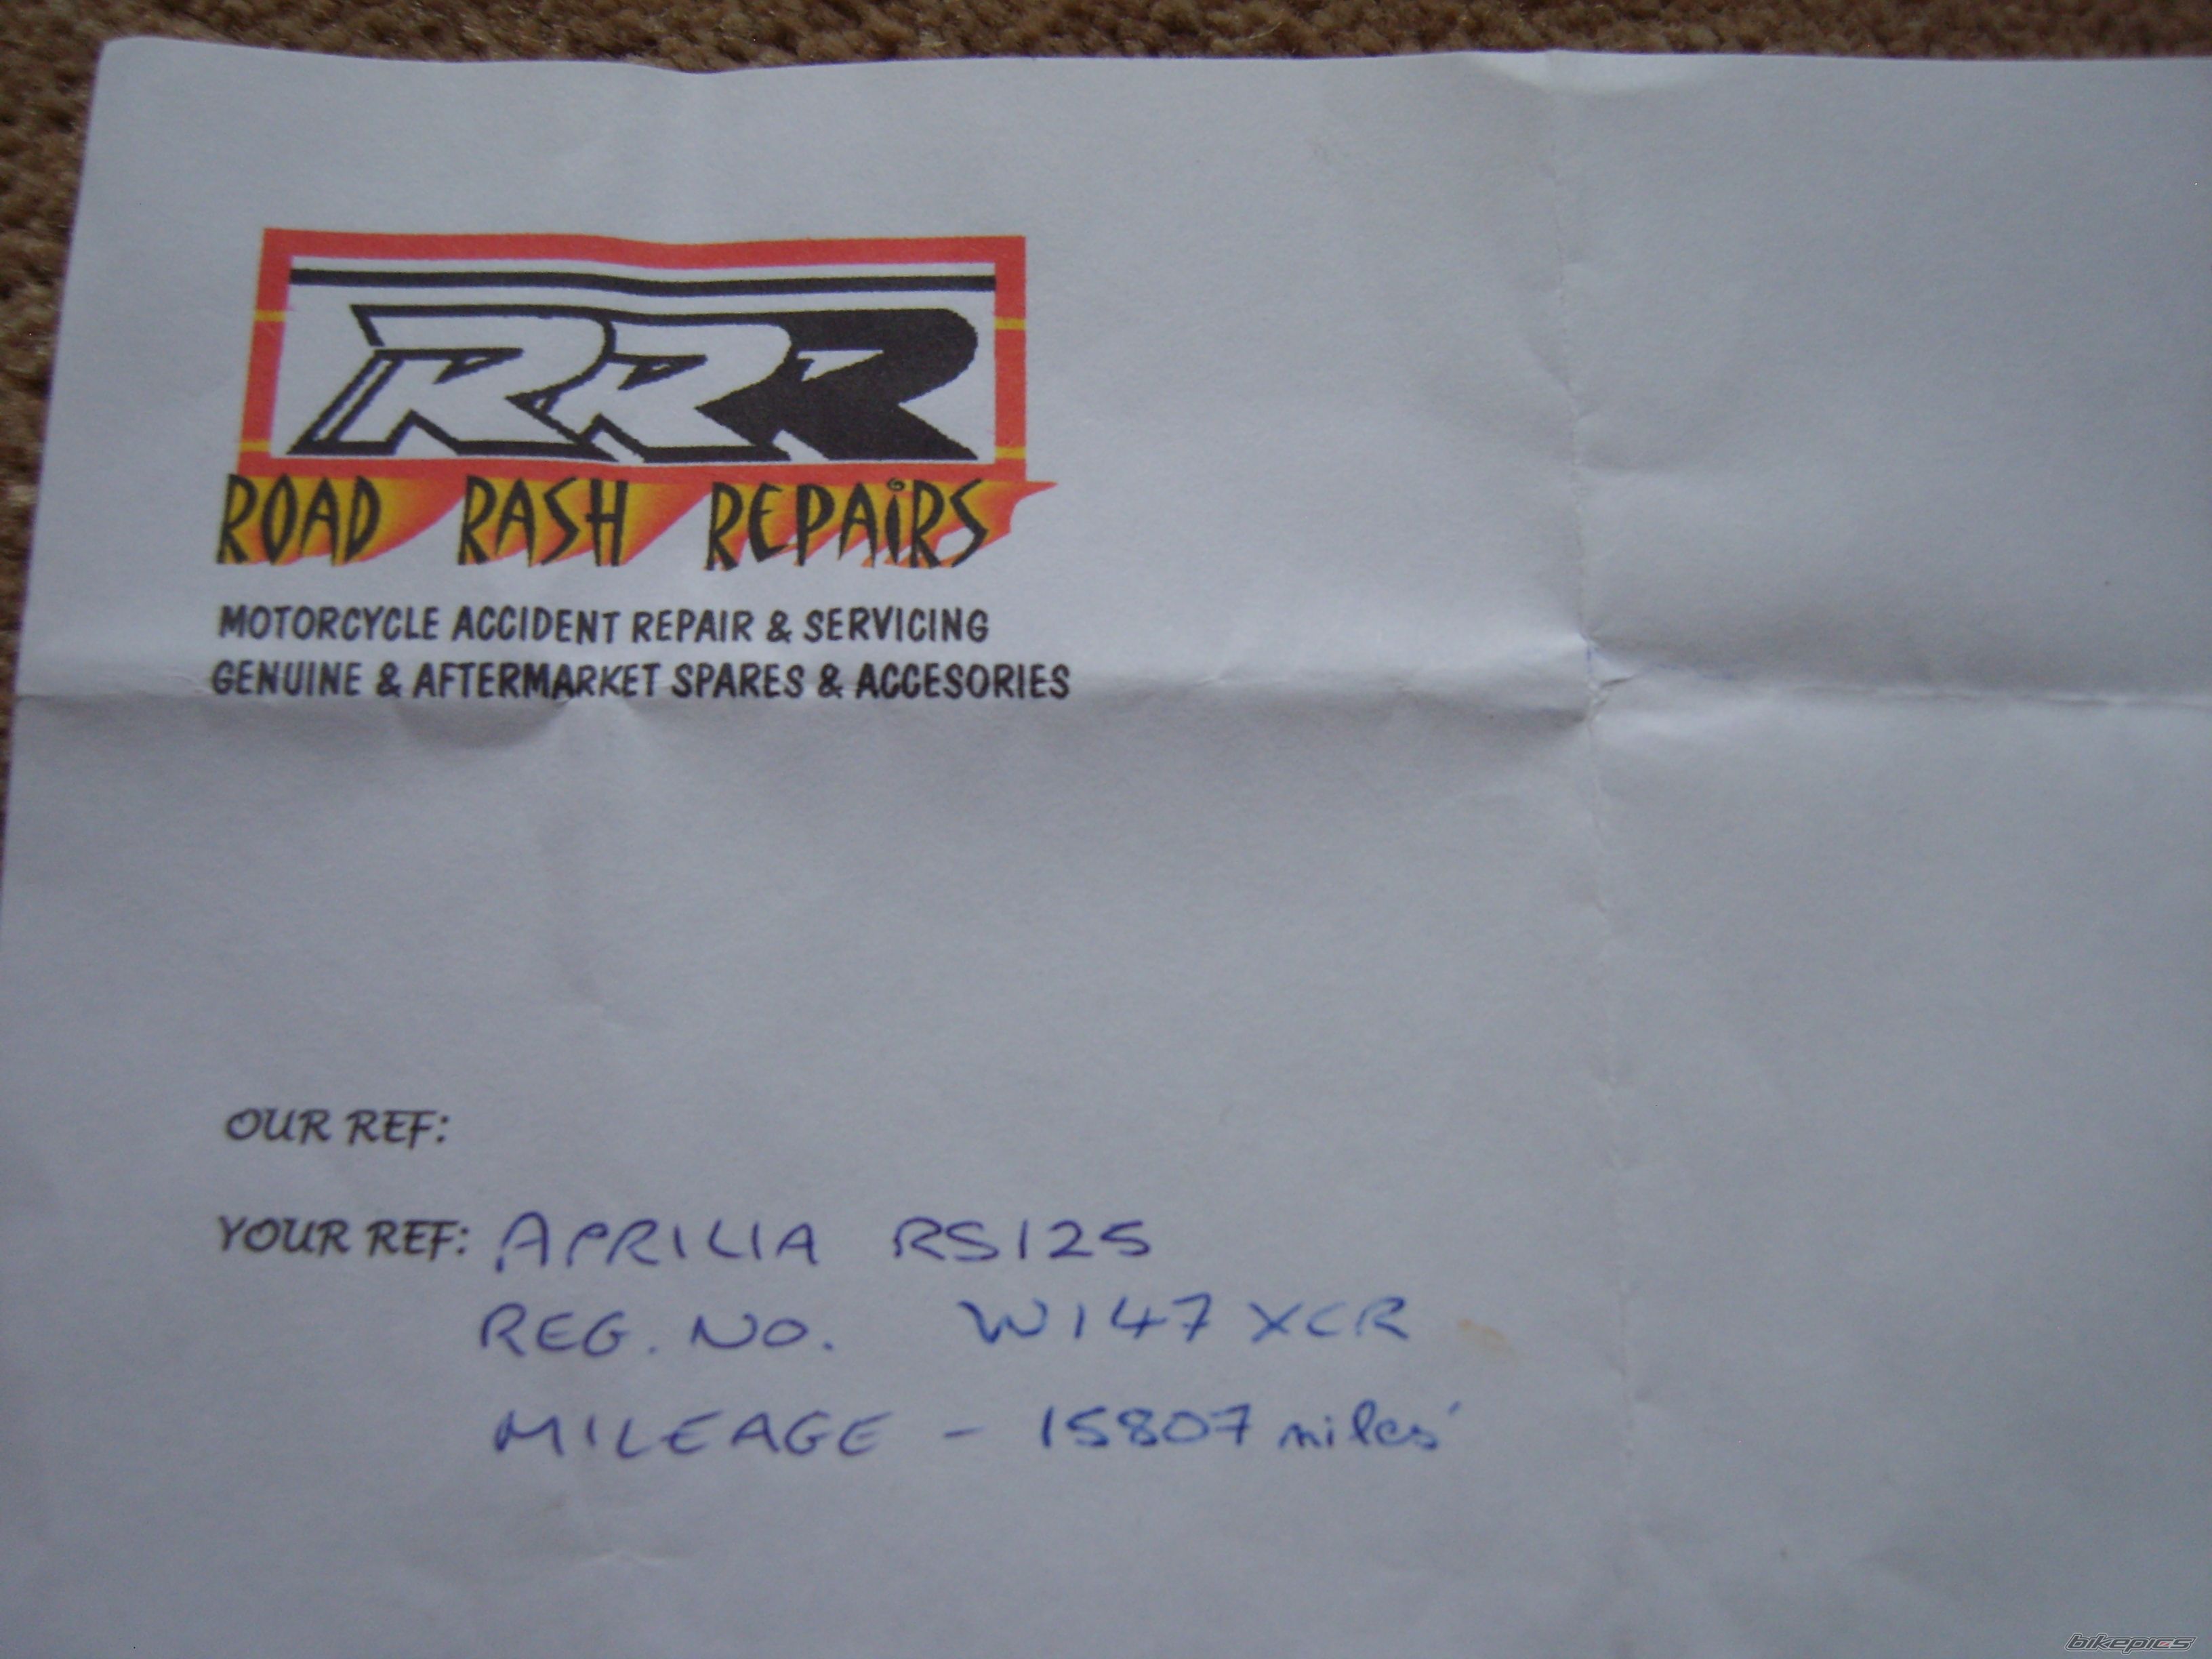 RRR
ROAD RASH REPAIRS
MOTORCYCLE ACCIDENT REPAIR & SERVICING
GENUINE & AFTERMARKET SPARES & ACCESORIES
OUR REF:
YOUR REF: APRILIA RS125
REG. NO. W147 XCR
MILEAGE - 15807 miles
bikepics